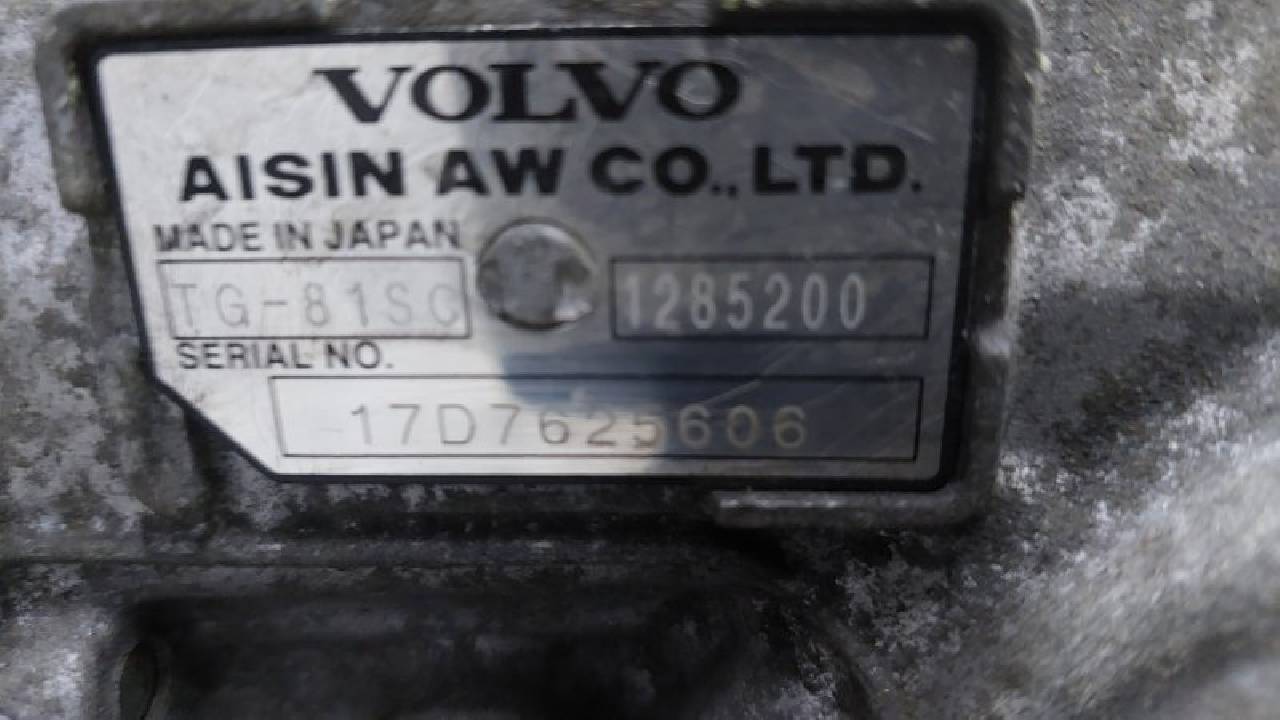 VOLVO
AISIN AW CO., LTD.
MADE IN JAPAN
TG-81SC 1285200
SERIAL NO.
17D7625606